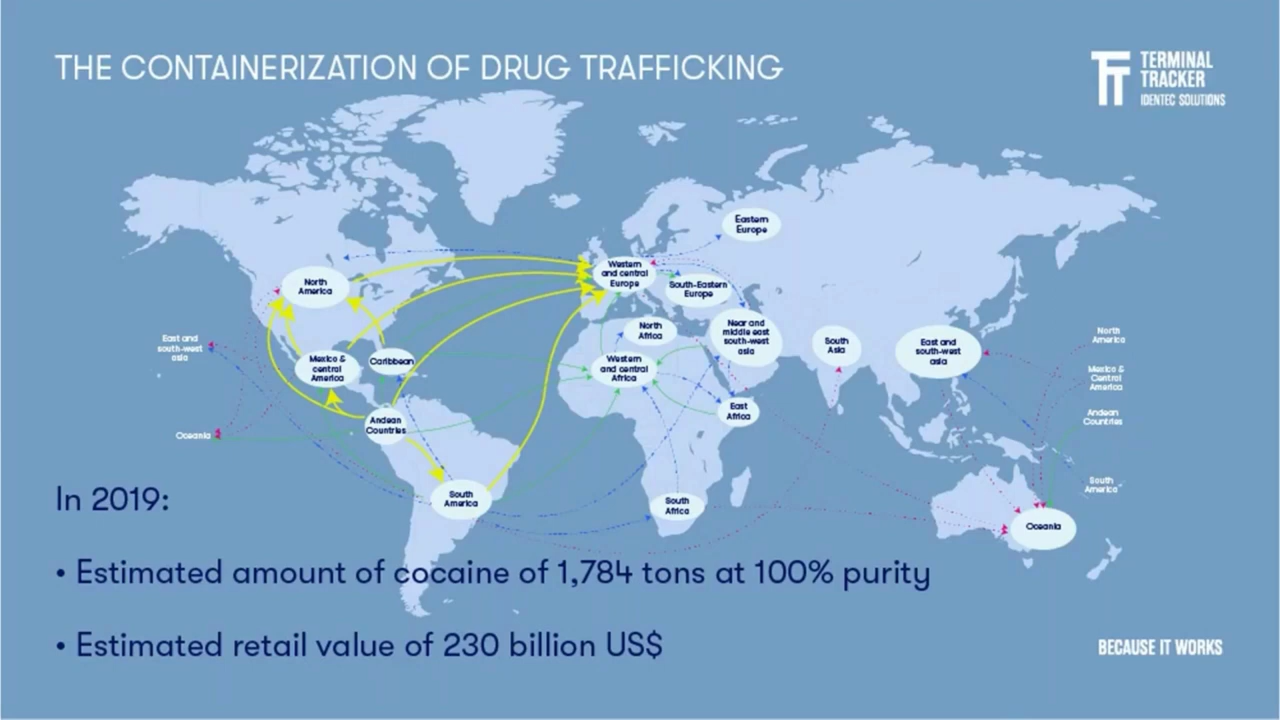 THE CONTAINERIZATION OF DRUG TRAFFICKING
TERMINAL
TRACKER
IDENTEC SOLUTIONS
Eastern
Europe
Western
and central
Europe
South-Eastern
Europe
North
America
North
Africa
Near and
middle east
south-west
asia
South
Asia
East and
south-west
asia
North
America
East and
south-west
asia
Mexico &
central
America
Caribbean
Western
and central
Africa
Mexico &
Central
America
Andean
Countries
East
Africa
Andean
Countries
Oceania
South
America
South
Africa
South
America
Oceania
In 2019:
• Estimated amount of cocaine of 1,784 tons at 100% purity
• Estimated retail value of 230 billion US$
BECAUSE IT WORKS